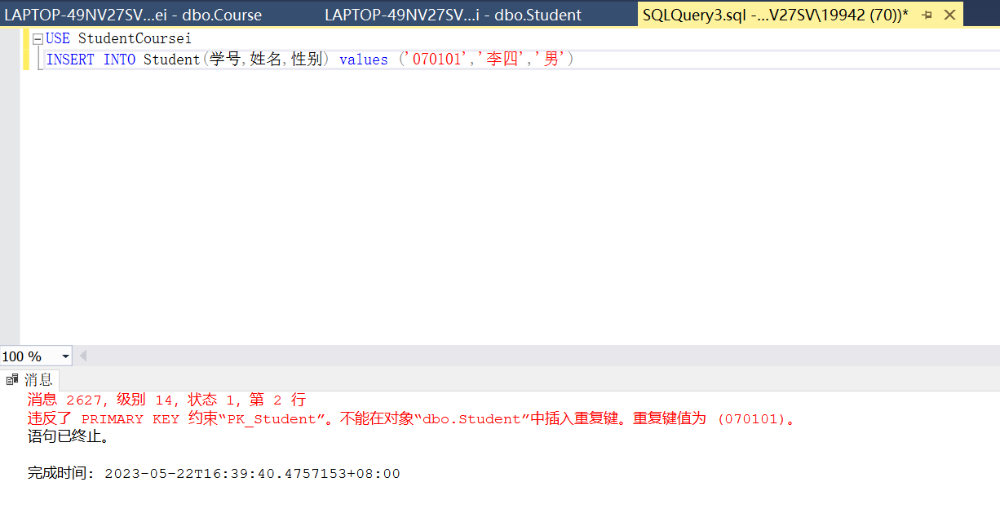 LAPTOP-49NV27SV...ei - dbo.Course LAPTOP-49NV27SV...i - dbo.Student SQLQuery3.sql -...V27SV\19942 (70))*
USE StudentCoursei
INSERT INTO Student(学号,姓名,性别) values ('070101','李四','男')
100 %
消息
消息 2627，级别 14，状态 1，第 2 行
违反了 PRIMARY KEY 约束“PK_Student”。不能在对象“dbo.Student”中插入重复键。重复键值为 (070101)。
语句已终止。
完成时间: 2023-05-22T16:39:40.4757153+08:00